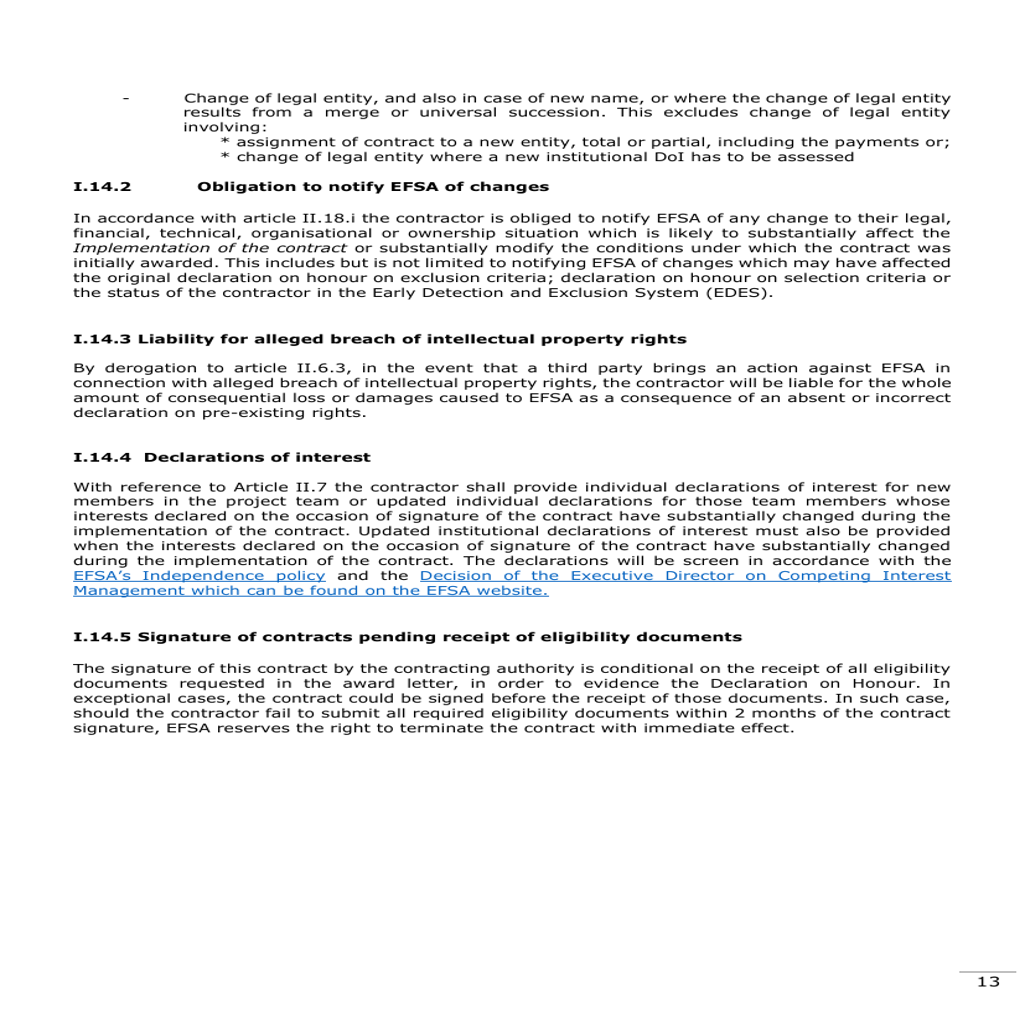 - Change of legal entity, and also in case of new name, or where the change of legal entity
results from a merge or universal succession. This excludes change of legal entity
involving:
* assignment of contract to a new entity, total or partial, including the payments or;
* change of legal entity where a new institutional DoI has to be assessed
I.14.2 Obligation to notify EFSA of changes
In accordance with article II.18.i the contractor is obliged to notify EFSA of any change to their legal,
financial, technical, organisational or ownership situation which is likely to substantially affect the
Implementation of the contract or substantially modify the conditions under which the contract was
initially awarded. This includes but is not limited to notifying EFSA of changes which may have affected
the original declaration on honour on exclusion criteria; declaration on honour on selection criteria or
the status of the contractor in the Early Detection and Exclusion System (EDES).
I.14.3 Liability for alleged breach of intellectual property rights
By derogation to article II.6.3, in the event that a third party brings an action against EFSA in
connection with alleged breach of intellectual property rights, the contractor will be liable for the whole
amount of consequential loss or damages caused to EFSA as a consequence of an absent or incorrect
declaration on pre-existing rights.
I.14.4 Declarations of interest
With reference to Article II.7 the contractor shall provide individual declarations of interest for new
members in the project team or updated individual declarations for those team members whose
interests declared on the occasion of signature of the contract have substantially changed during the
implementation of the contract. Updated institutional declarations of interest must also be provided
when the interests declared on the occasion of signature of the contract have substantially changed
during the implementation of the contract. The declarations will be screen in accordance with the
EFSA’s Independence policy and the Decision of the Executive Director on Competing Interest
Management which can be found on the EFSA website.
I.14.5 Signature of contracts pending receipt of eligibility documents
The signature of this contract by the contracting authority is conditional on the receipt of all eligibility
documents requested in the award letter, in order to evidence the Declaration on Honour. In
exceptional cases, the contract could be signed before the receipt of those documents. In such case,
should the contractor fail to submit all required eligibility documents within 2 months of the contract
signature, EFSA reserves the right to terminate the contract with immediate effect.
13